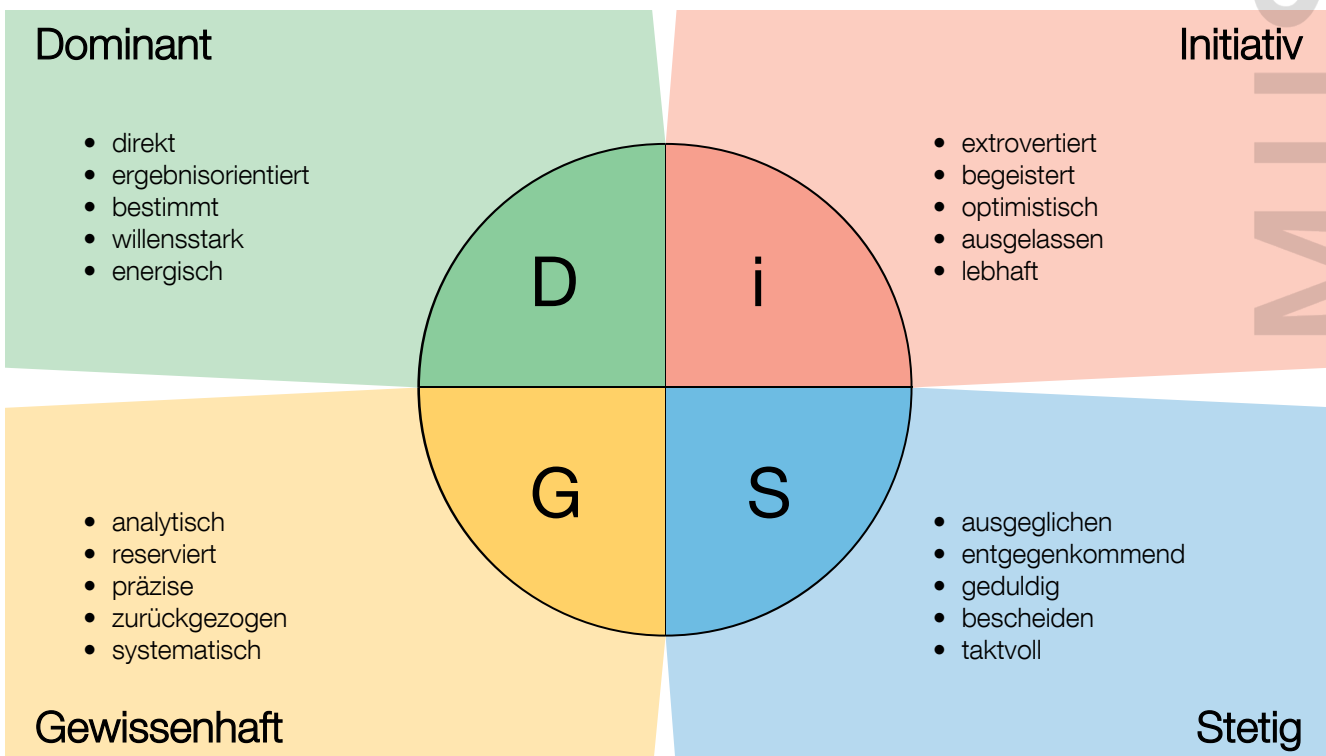 Dominant
Initiativ
• direkt
• ergebnisorientiert
• bestimmt
• willensstark
• energisch
• extrovertiert
• begeistert
• optimistisch
• ausgelassen
• lebhaft
D
i
G
S
• analytisch
• reserviert
• präzise
• zurückgezogen
• systematisch
• ausgeglichen
• entgegenkommend
• geduldig
• bescheiden
• taktvoll
Gewissenhaft
Stetig